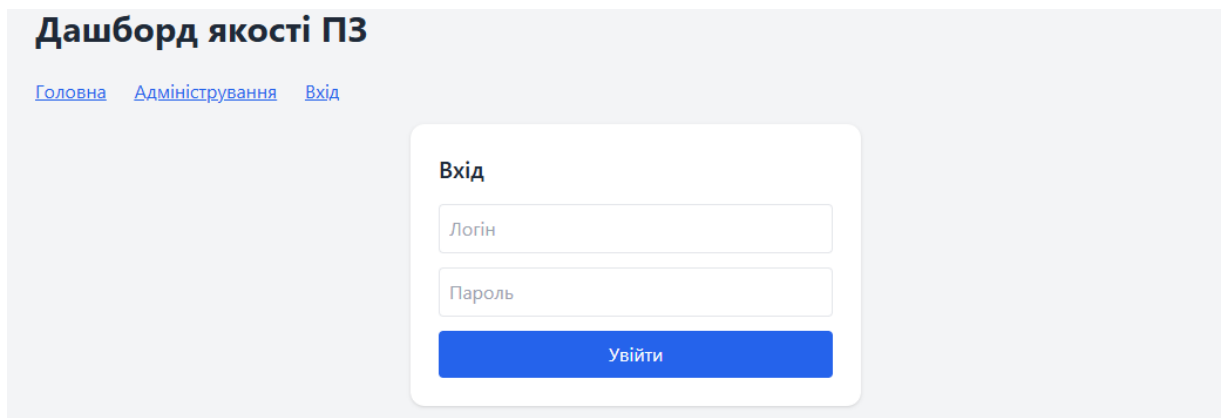 Дашборд якості ПЗ
Головна Адміністрування Вхід
Вхід
Логін
Пароль
Увійти